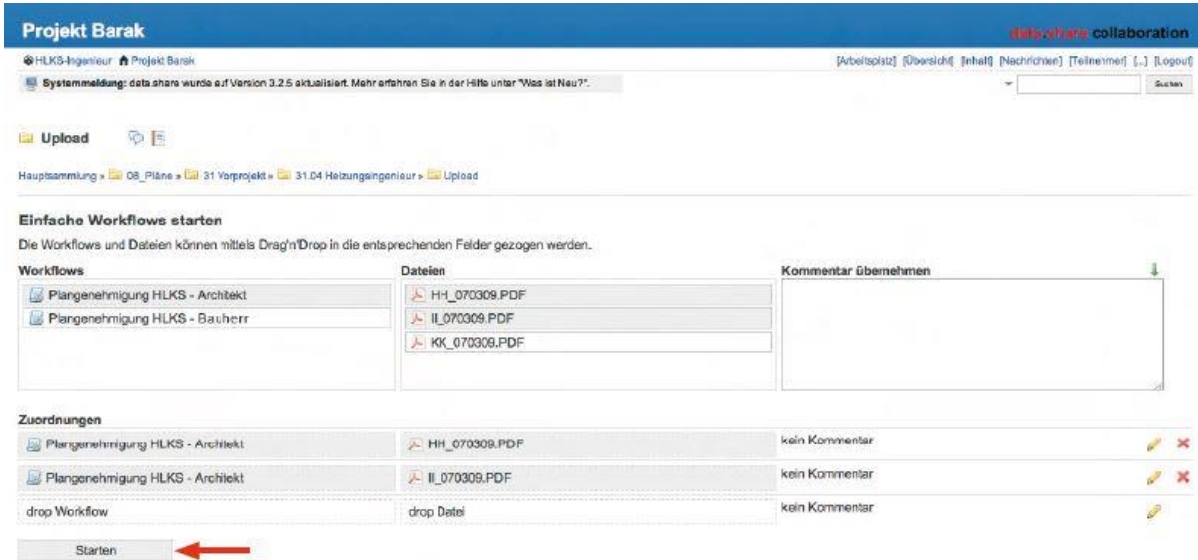 Projekt Barak
data.share collaboration
HLKS-Ingenieur Projekt Barak
[Arbeitsplatz] [Übersicht] [Inhalt] [Nachrichten] [Teilnehmer] [...] [Logout]
Systemmeldung: data.share wurde auf Version 3.2.5 aktualisiert. Mehr erfahren Sie in der Hilfe unter "Was ist Neu?".
Suchen
Upload
Hauptsammlung » 08_Pläne » 31 Vorprojekt » 31.04 Heizungsingenieur » Upload
Einfache Workflows starten
Die Workflows und Dateien können mittels Drag'n'Drop in die entsprechenden Felder gezogen werden.
Workflows Dateien Kommentar übernehmen
Plangenehmigung HLKS - Architekt HH_070309.PDF
Plangenehmigung HLKS - Bauherr II_070309.PDF
KK_070309.PDF
Zuordnungen
Plangenehmigung HLKS - Architekt HH_070309.PDF kein Kommentar
Plangenehmigung HLKS - Architekt II_070309.PDF kein Kommentar
drop Workflow drop Datei kein Kommentar
Starten